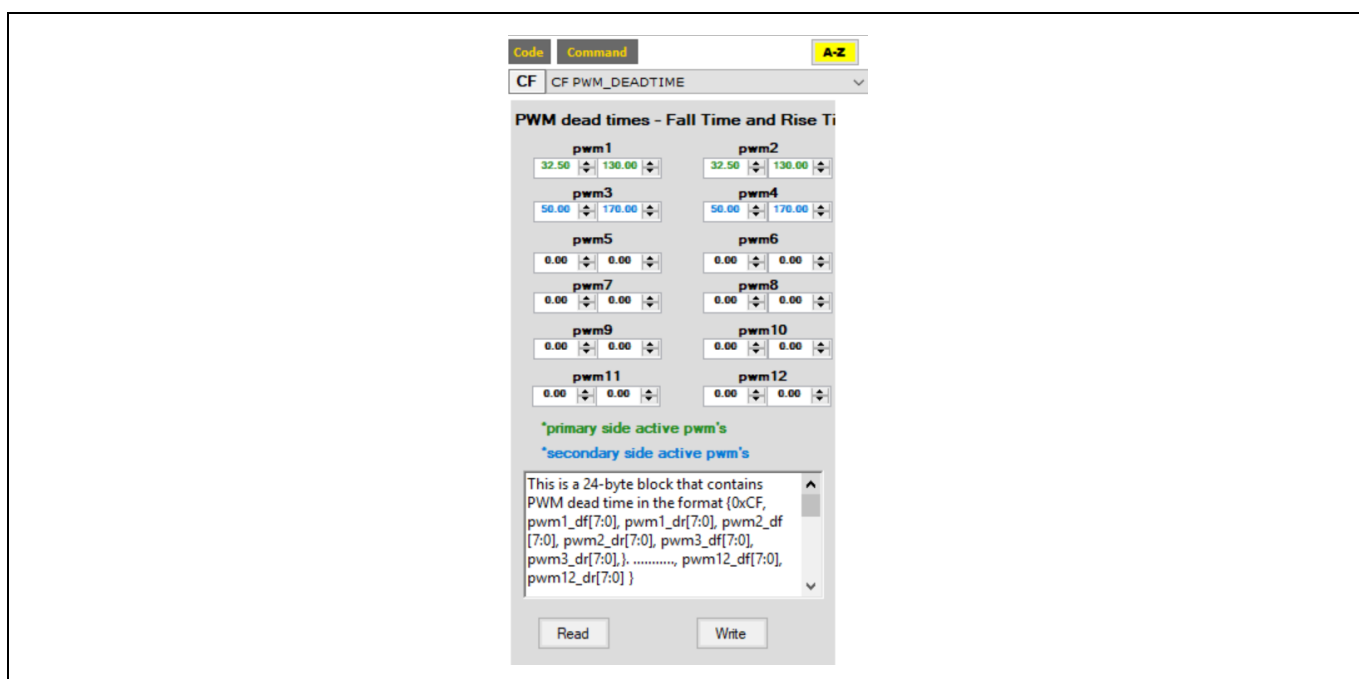 Code Command A-Z
CF CF PWM_DEADTIME
PWM dead times - Fall Time and Rise Ti
pwm1 pwm2
32.50 130.00 32.50 130.00
pwm3 pwm4
50.00 170.00 50.00 170.00
pwm5 pwm6
0.00 0.00 0.00 0.00
pwm7 pwm8
0.00 0.00 0.00 0.00
pwm9 pwm10
0.00 0.00 0.00 0.00
pwm11 pwm12
0.00 0.00 0.00 0.00
*primary side active pwm's
*secondary side active pwm's
This is a 24-byte block that contains
PWM dead time in the format {0xCF,
pwm1_df[7:0], pwm1_dr[7:0], pwm2_df
[7:0], pwm2_dr[7:0], pwm3_df[7:0],
pwm3_dr[7:0],}. ..........., pwm12_df[7:0],
pwm12_dr[7:0] }
Read Write